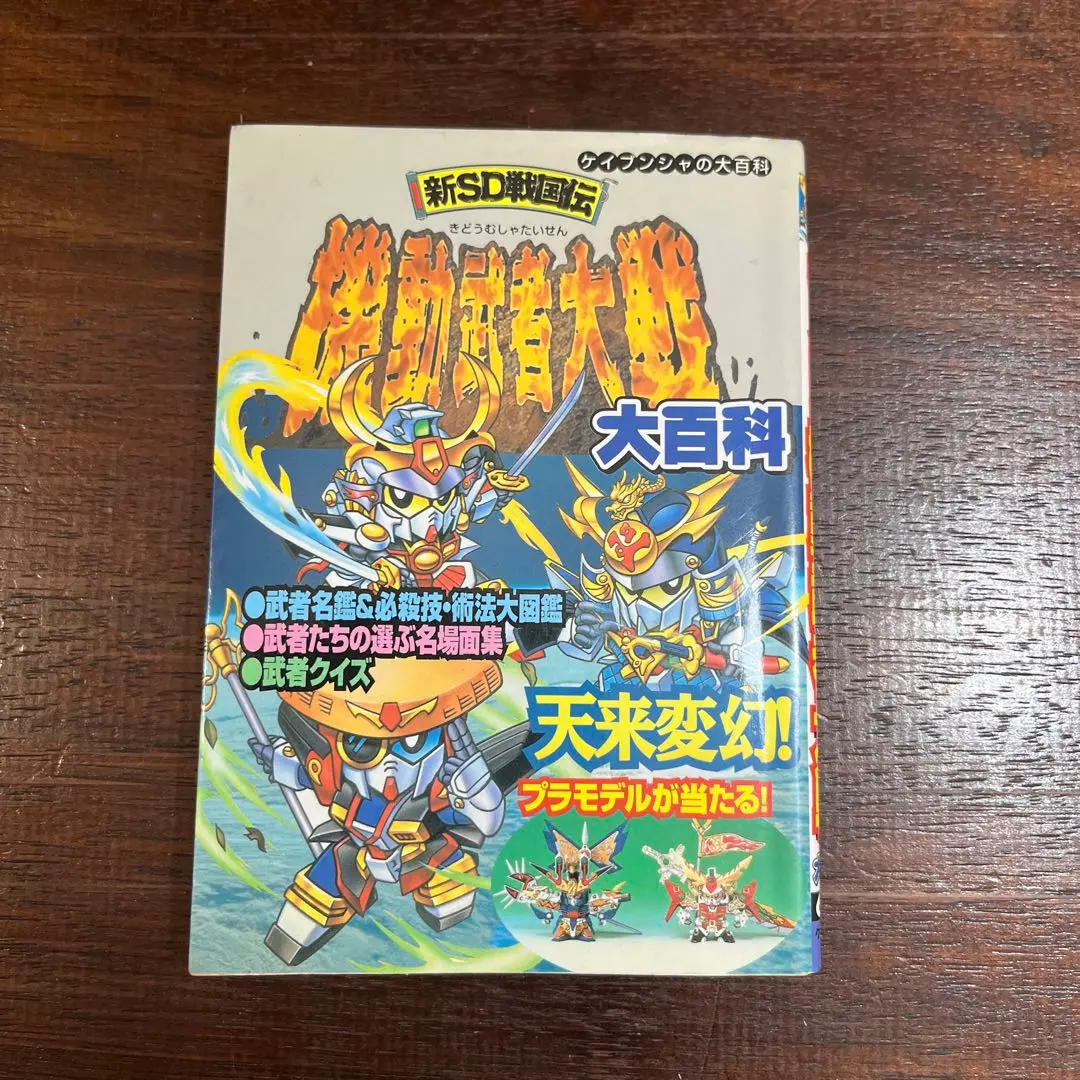 ケイブンシャの大百科
新SD戦国伝
きどうむしゃたいせん
機動武者大戦
大百科
●武者名鑑&必殺技・術法大図鑑
●武者たちの選ぶ名場面集
●武者クイズ
天来変幻!
プラモデルが当たる!